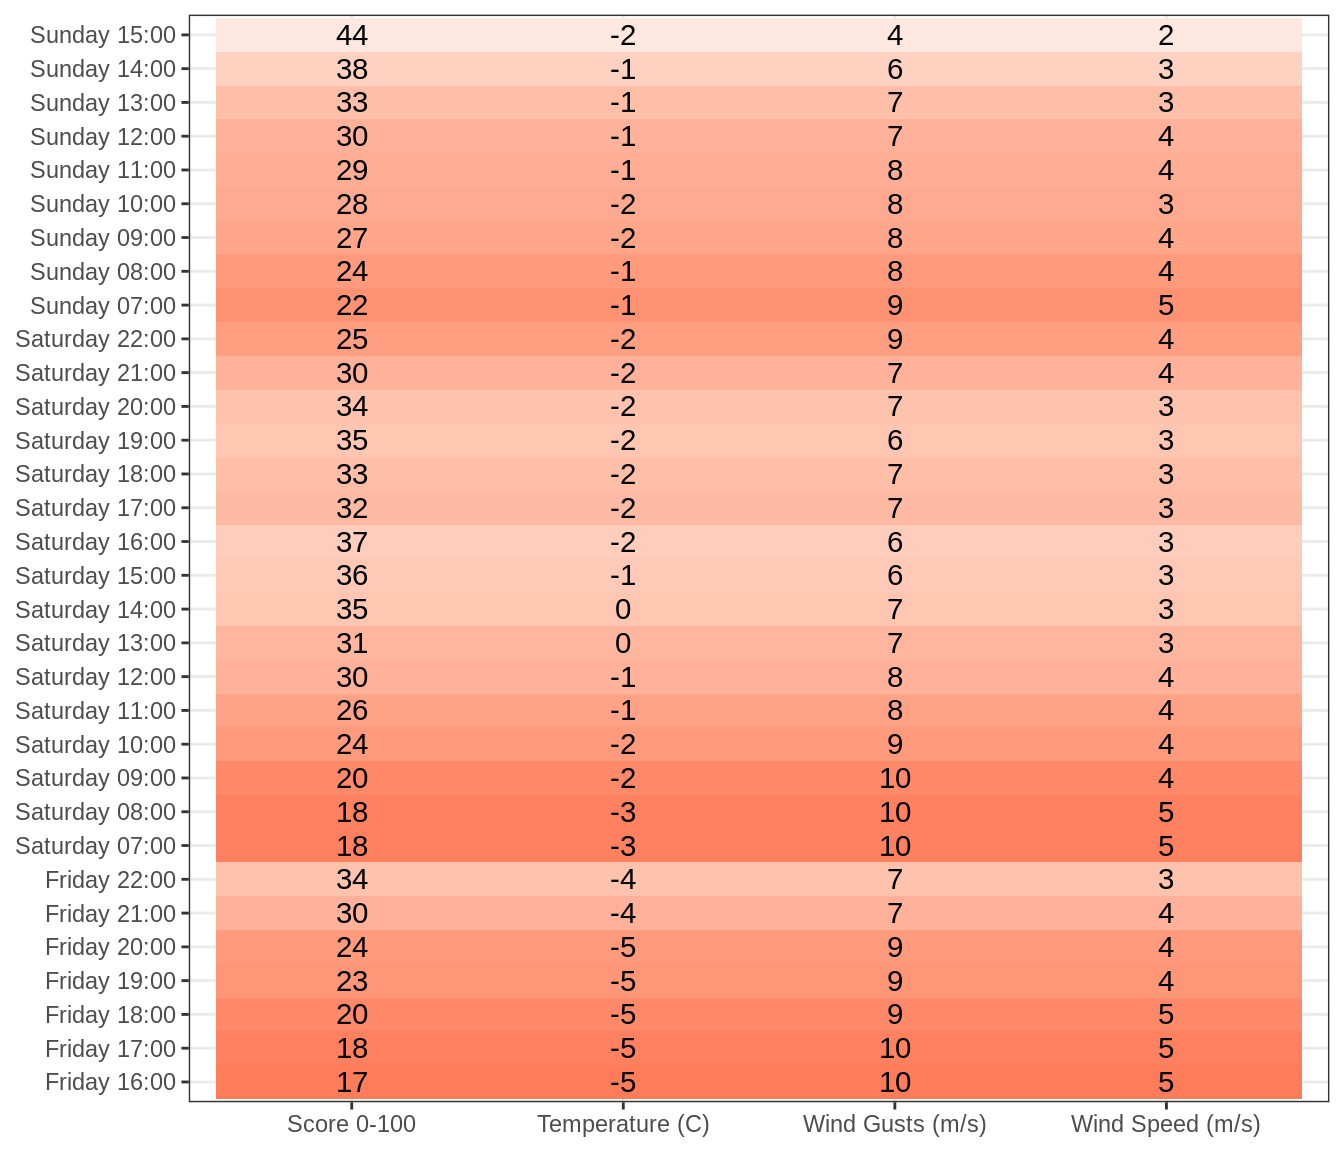 Sunday 15:00 44 -2 4 2
Sunday 14:00 38 -1 6 3
Sunday 13:00 33 -1 7 3
Sunday 12:00 30 -1 7 4
Sunday 11:00 29 -1 8 4
Sunday 10:00 28 -2 8 3
Sunday 09:00 27 -2 8 4
Sunday 08:00 24 -1 8 4
Sunday 07:00 22 -1 9 5
Saturday 22:00 25 -2 9 4
Saturday 21:00 30 -2 7 4
Saturday 20:00 34 -2 7 3
Saturday 19:00 35 -2 6 3
Saturday 18:00 33 -2 7 3
Saturday 17:00 32 -2 7 3
Saturday 16:00 37 -2 6 3
Saturday 15:00 36 -1 6 3
Saturday 14:00 35 0 7 3
Saturday 13:00 31 0 7 3
Saturday 12:00 30 -1 8 4
Saturday 11:00 26 -1 8 4
Saturday 10:00 24 -2 9 4
Saturday 09:00 20 -2 10 4
Saturday 08:00 18 -3 10 5
Saturday 07:00 18 -3 10 5
Friday 22:00 34 -4 7 3
Friday 21:00 30 -4 7 4
Friday 20:00 24 -5 9 4
Friday 19:00 23 -5 9 4
Friday 18:00 20 -5 9 5
Friday 17:00 18 -5 10 5
Friday 16:00 17 -5 10 5
Score 0-100 Temperature (C) Wind Gusts (m/s) Wind Speed (m/s)